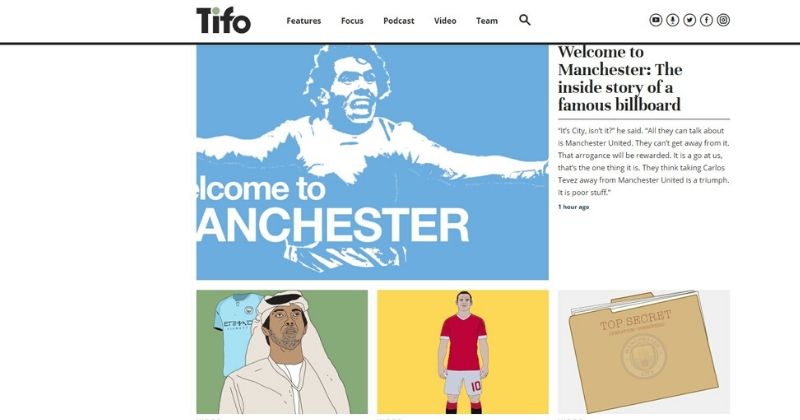 Tifo
Features Focus Podcast Video Team
Welcome to
Manchester: The
inside story of a
famous billboard
"It's City, isn't it?" he said. "All they can talk about
is Manchester United. They can't get away from it.
That arrogance will be rewarded. It is a go at us,
that's the one thing it is. They think taking Carlos
Tevez away from Manchester United is a triumph.
It is poor stuff."
1 hour ago
elcome to
ANCHESTER
ETIHAD
10
TOP SECRET